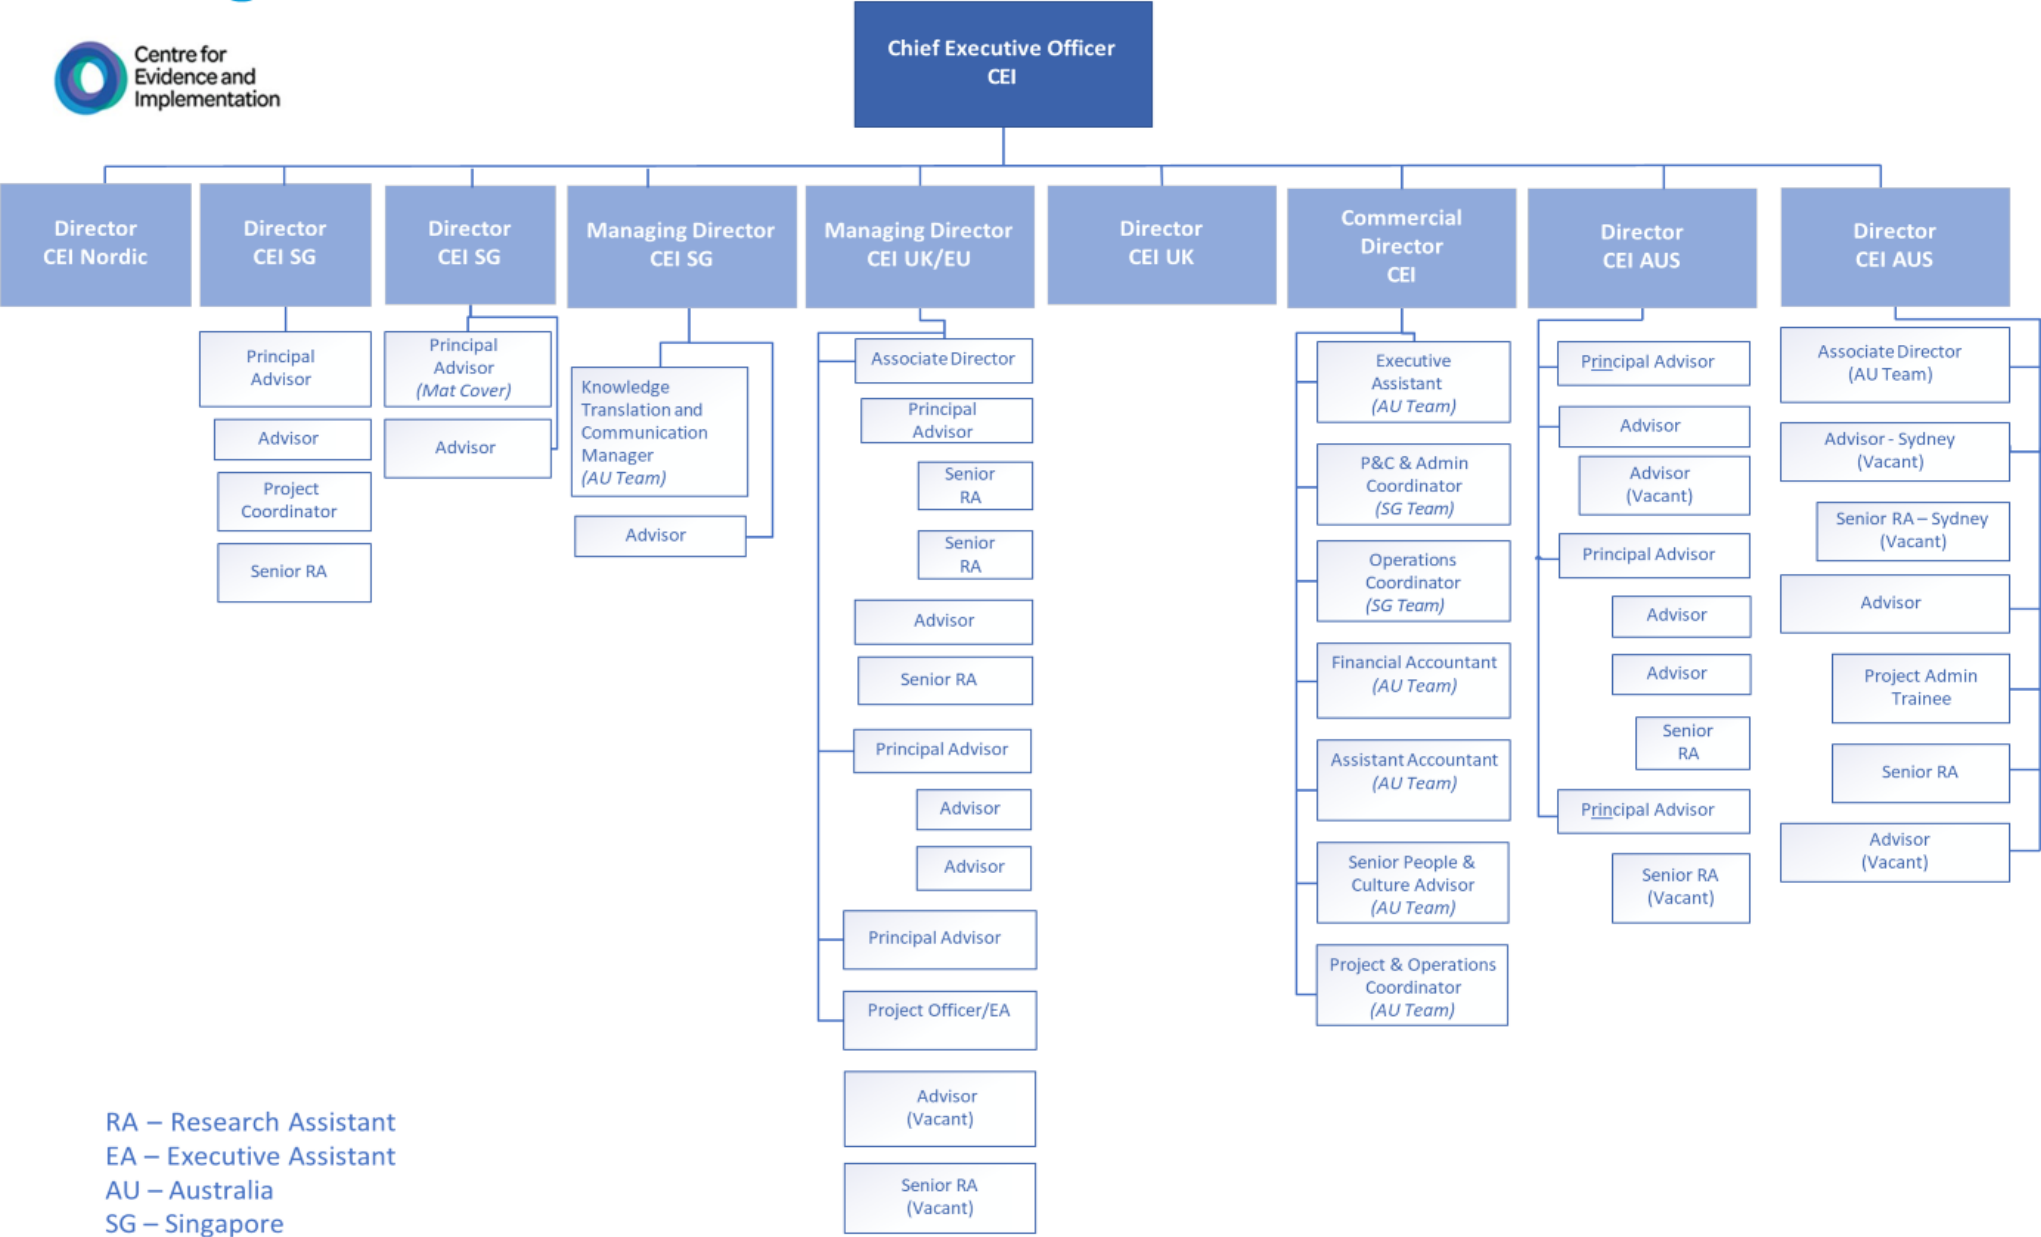 Centre for
Evidence and
Implementation
Chief Executive Officer
CEI
Director
CEI Nordic
Director
CEI SG
Director
CEI SG
Managing Director
CEI SG
Managing Director
CEI UK/EU
Director
CEI UK
Commercial
Director
CEI
Director
CEI AUS
Director
CEI AUS
Principal
Advisor
Advisor
Project
Coordinator
Senior RA
Principal
Advisor
(Mat Cover)
Advisor
Knowledge
Translation and
Communication
Manager
(AU Team)
Advisor
Associate Director
Principal
Advisor
Senior
RA
Senior
RA
Advisor
Senior RA
Principal Advisor
Advisor
Advisor
Principal Advisor
Project Officer/EA
Advisor
(Vacant)
Senior RA
(Vacant)
Executive
Assistant
(AU Team)
P&C & Admin
Coordinator
(SG Team)
Operations
Coordinator
(SG Team)
Financial Accountant
(AU Team)
Assistant Accountant
(AU Team)
Senior People &
Culture Advisor
(AU Team)
Project & Operations
Coordinator
(AU Team)
Principal Advisor
Advisor
Advisor
(Vacant)
Principal Advisor
Advisor
Advisor
Senior
RA
Principal Advisor
Senior RA
(Vacant)
Associate Director
(AU Team)
Advisor - Sydney
(Vacant)
Senior RA – Sydney
(Vacant)
Advisor
Project Admin
Trainee
Senior RA
Advisor
(Vacant)
RA – Research Assistant
EA – Executive Assistant
AU – Australia
SG – Singapore